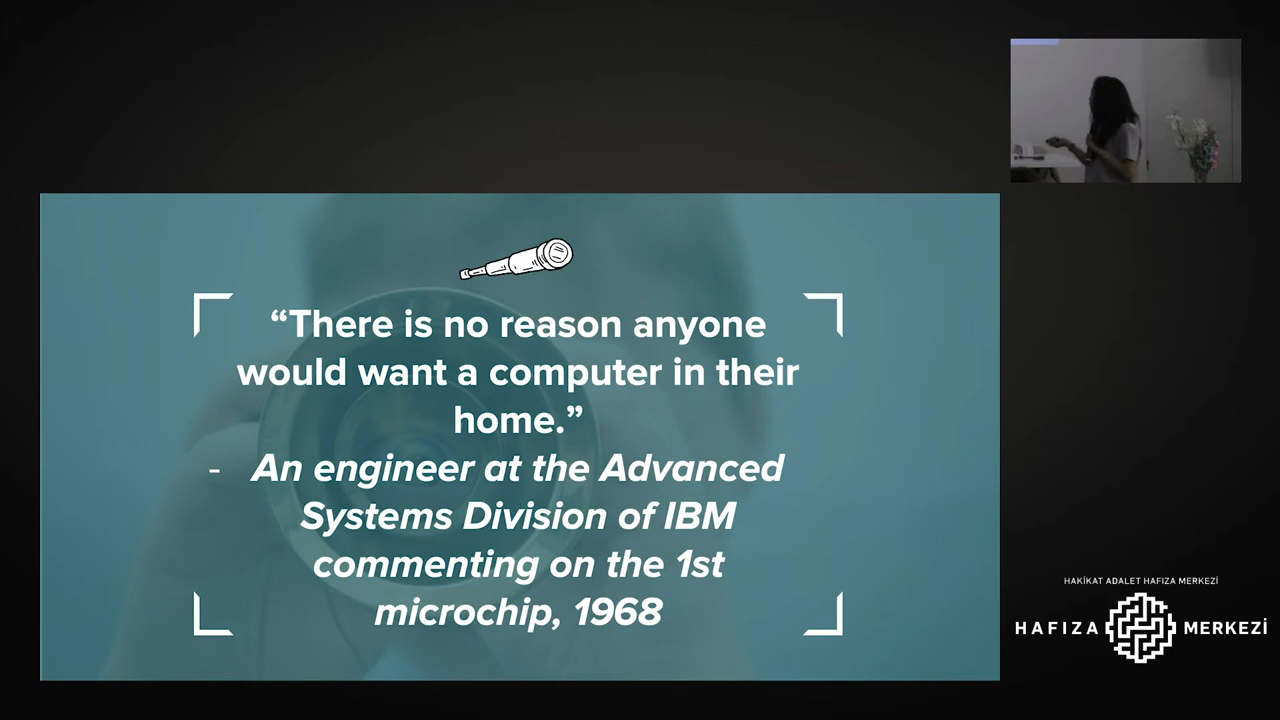 “There is no reason anyone
would want a computer in their
home.”
- An engineer at the Advanced
Systems Division of IBM
commenting on the 1st
microchip, 1968
HAKİKAT ADALET HAFIZA MERKEZİ
HAFIZA MERKEZİ